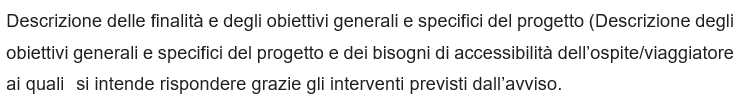 Descrizione delle finalità e degli obiettivi generali e specifici del progetto (Descrizione degli
obiettivi generali e specifici del progetto e dei bisogni di accessibilità dell’ospite/viaggiatore
ai quali  si intende rispondere grazie gli interventi previsti dall’avviso.